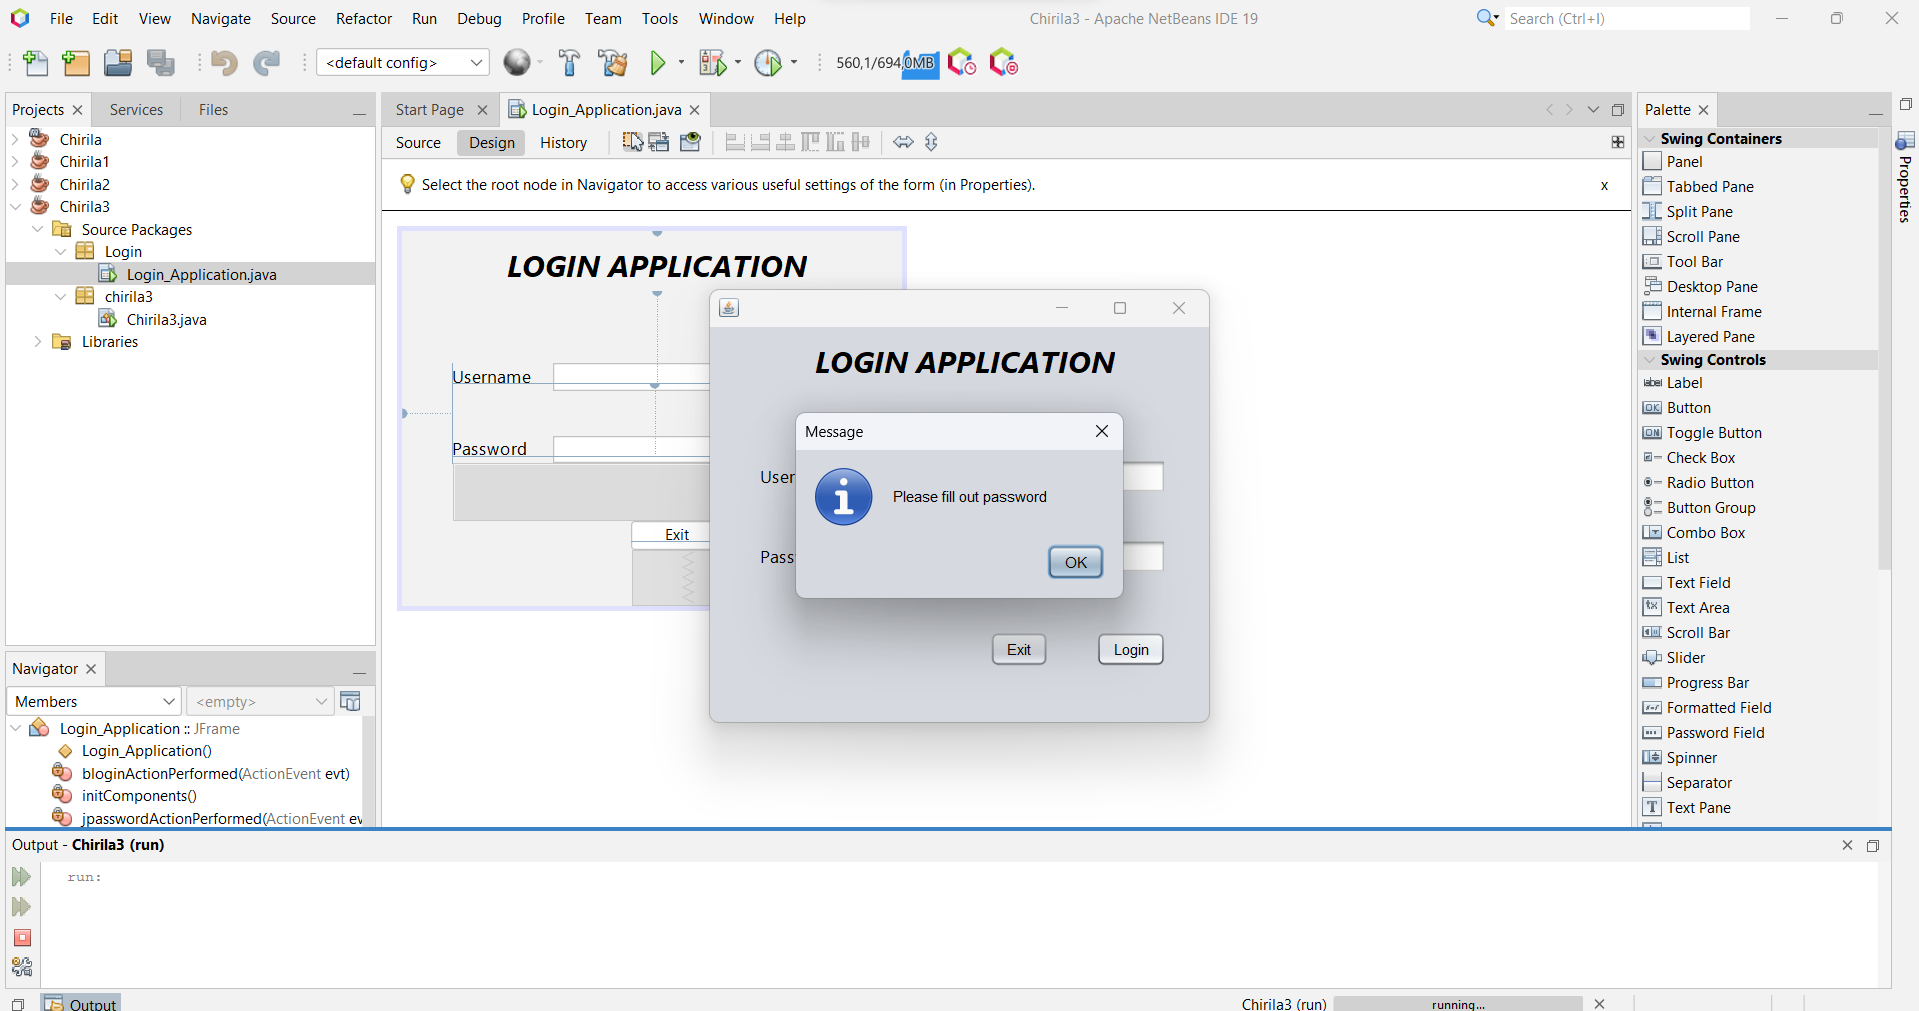 File Edit View Navigate Source Refactor Run Debug Profile Team Tools Window Help
Chirila3 - Apache NetBeans IDE 19
Search (Ctrl+I)
<default config>
560,1/694,0MB
Projects Services Files
Chirila
Chirila1
Chirila2
Chirila3
Source Packages
Login
Login_Application.java
chirila3
Chirila3.java
Libraries
Navigator
Members
<empty>
Login_Application :: JFrame
Login_Application()
bloginActionPerformed(ActionEvent evt)
initComponents()
jpasswordActionPerformed(ActionEvent ev
Start Page Login_Application.java
Source Design History
Select the root node in Navigator to access various useful settings of the form (in Properties). x
LOGIN APPLICATION
Username
Password
Exit
LOGIN APPLICATION
User
Pass
Message
Please fill out password
OK
Exit Login
Palette
Swing Containers
Panel
Tabbed Pane
Split Pane
Scroll Pane
Tool Bar
Desktop Pane
Internal Frame
Layered Pane
Swing Controls
label Label
OK Button
ON Toggle Button
Check Box
Radio Button
Button Group
Combo Box
List
Text Field
Text Area
Scroll Bar
Slider
Progress Bar
Formatted Field
Password Field
Spinner
Separator
T Text Pane
Properties
Output - Chirila3 (run)
run:
Output
Chirila3 (run) running...